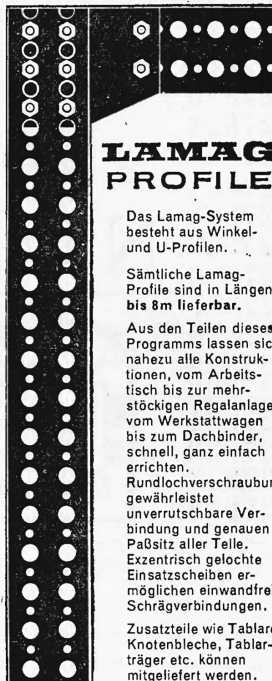 LAMAG
PROFILE
Das Lamag-System
besteht aus Winkel-
und U-Profilen.
Sämtliche Lamag-
Profile sind in Längen
bis 8m lieferbar.
Aus den Teilen dieses
Programms lassen sic
nahezu alle Konstruk-
tionen, vom Arbeits-
tisch bis zur mehr-
stöckigen Regalanlage
vom Werkstattwagen
bis zum Dachbinder,
schnell, ganz einfach
errichten.
Rundlochverschraubun
gewährleistet
unverrutschbare Ver-
bindung und genauen
Paßsitz aller Teile.
Exzentrisch gelochte
Einsatzscheiben er-
möglichen einwandfrei
Schrägverbindungen.
Zusatzteile wie Tablare
Knotenbleche, Tablar-
träger etc. können
mitgeliefert werden.